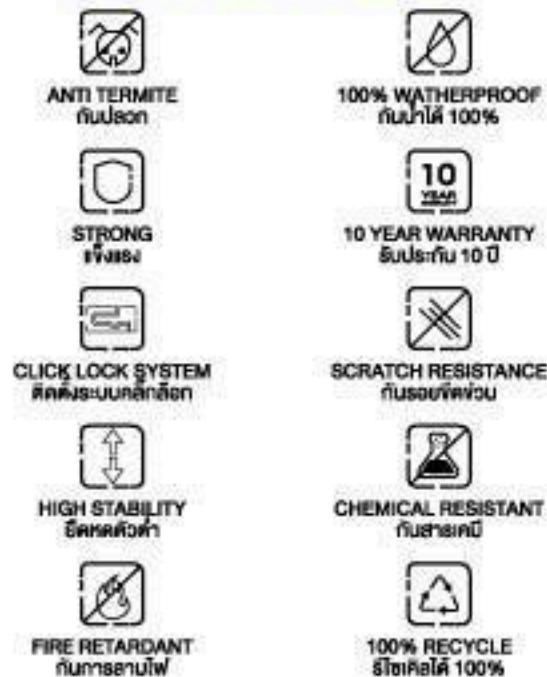 ANTI TERMITE
กันปลวก
100% WATHERPROOF
กันน้ำได้ 100%
STRONG
แข็งแรง
10
YEAR
10 YEAR WARRANTY
รับประกัน 10 ปี
CLICK LOCK SYSTEM
ติดตั้งระบบคลิกล็อก
SCRATCH RESISTANCE
กันรอยขีดข่วน
HIGH STABILITY
ยืดหดตัวต่ำ
CHEMICAL RESISTANT
กันสารเคมี
FIRE RETARDANT
กันการลามไฟ
100% RECYCLE
รีไซเคิลได้ 100%